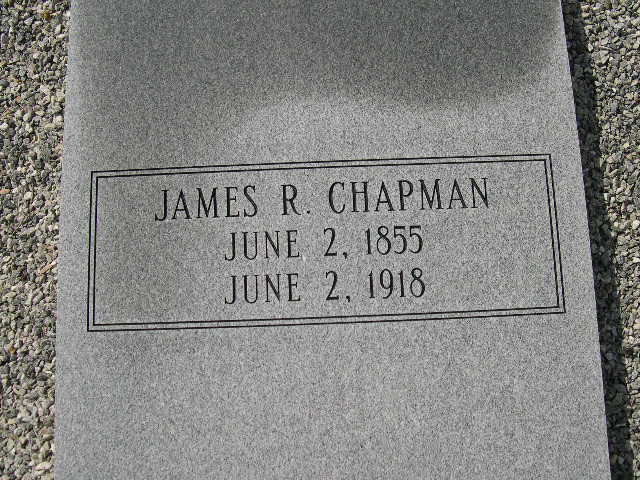 JAMES R. CHAPMAN
JUNE 2, 1855
JUNE 2, 1918